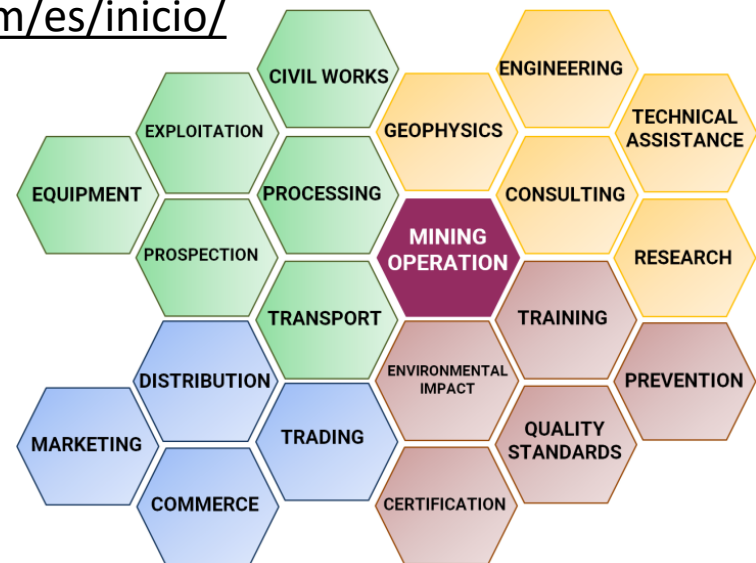 m/es/inicio/
CIVIL WORKS
ENGINEERING
EXPLOITATION
GEOPHYSICS
TECHNICAL
ASSISTANCE
EQUIPMENT
PROCESSING
CONSULTING
PROSPECTION
MINING
OPERATION
RESEARCH
TRANSPORT
TRAINING
DISTRIBUTION
ENVIRONMENTAL
IMPACT
PREVENTION
MARKETING
TRADING
QUALITY
STANDARDS
COMMERCE
CERTIFICATION